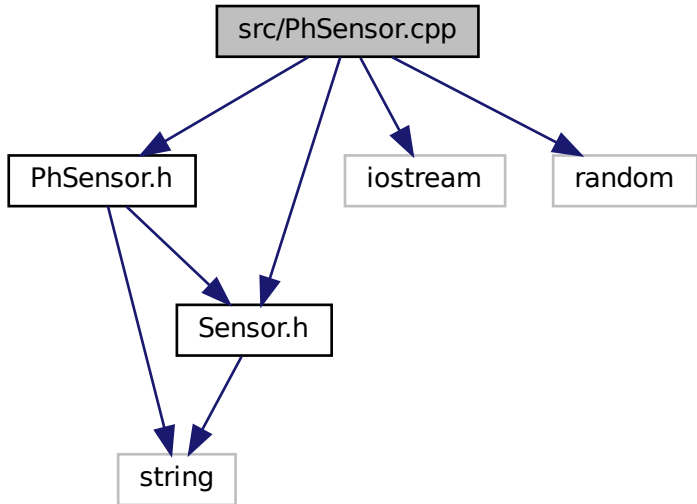 src/PhSensor.cpp
PhSensor.h
iostream
random
Sensor.h
string